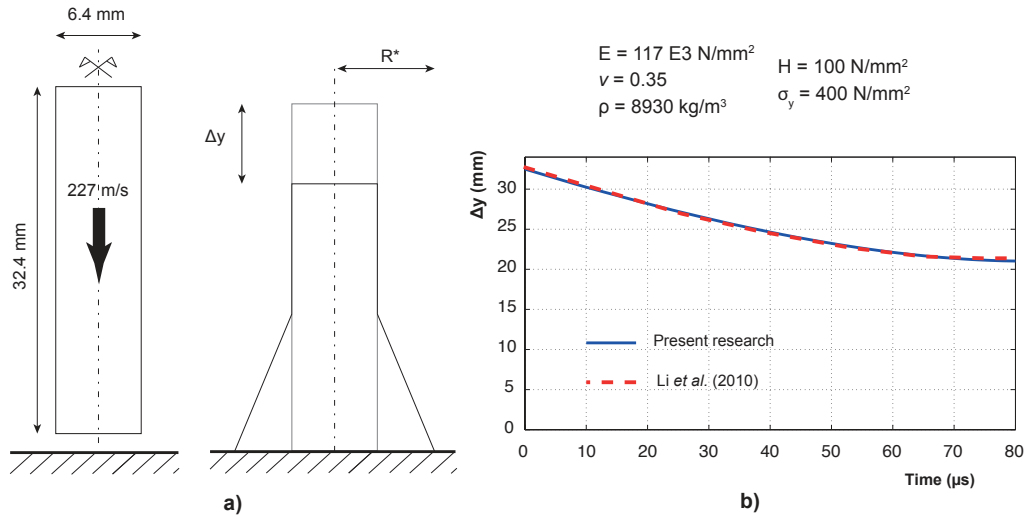 6.4 mm
R*
Δy
227 m/s
32.4 mm
a)
E = 117 E3 N/mm²
ν = 0.35
ρ = 8930 kg/m³
H = 100 N/mm²
σy = 400 N/mm²
Δy (mm)
30
25
20
15
10
5
0
Present research
Li et al. (2010)
0 10 20 30 40 50 60 70 80
Time (µs)
b)